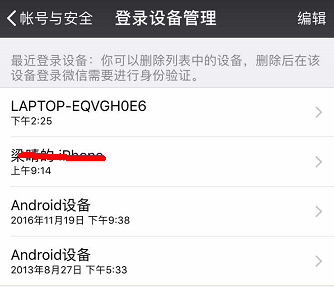 帐号与安全 登录设备管理 编辑
最近登录设备：你可以删除列表中的设备，删除后在该
设备登录微信需要进行身份验证。
LAPTOP-EQVGH0E6
下午2:25
梁晴的 iPhone
上午9:14
Android设备
2016年11月19日 下午9:38
Android设备
2013年8月27日 下午5:33